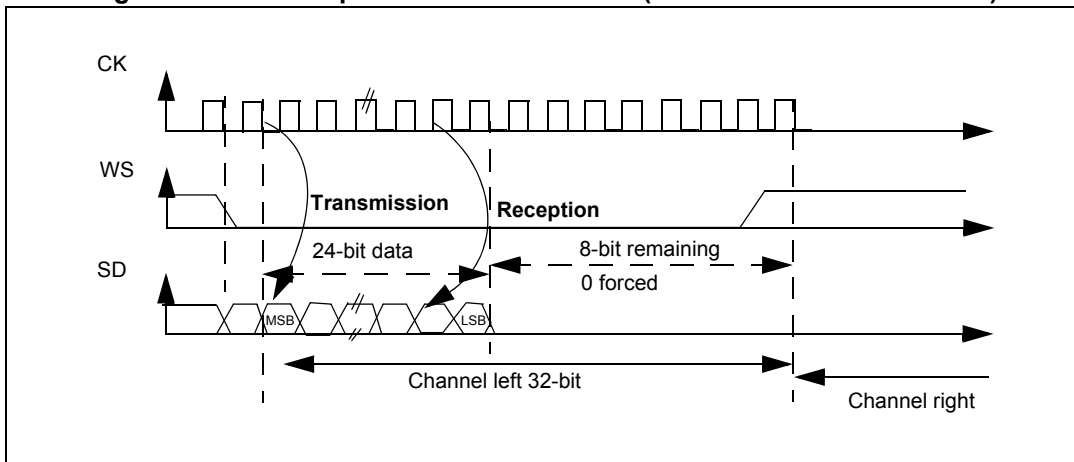 CK
WS
Transmission
Reception
24-bit data
8-bit remaining
0 forced
SD
MSB
LSB
Channel left 32-bit
Channel right